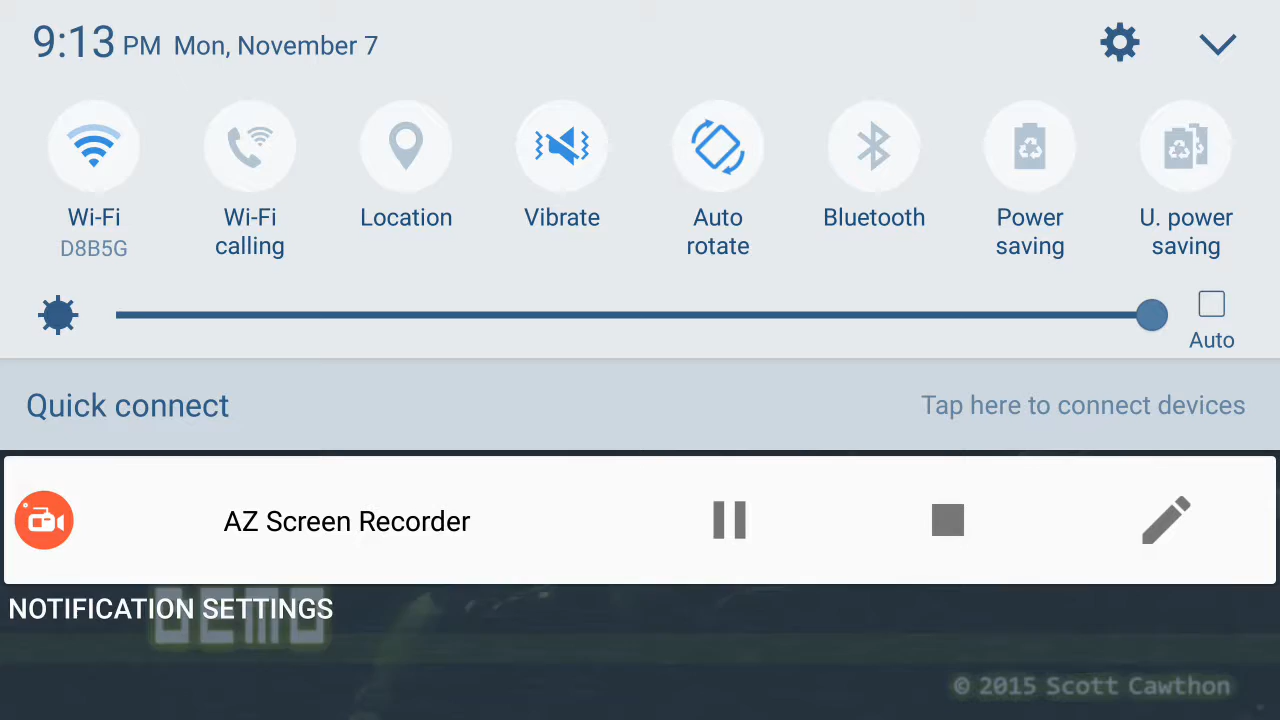 9:13 PM Mon, November 7
Wi-Fi
D8B5G
Wi-Fi
calling
Location
Vibrate
Auto
rotate
Bluetooth
Power
saving
U. power
saving
Auto
Quick connect
Tap here to connect devices
AZ Screen Recorder
NOTIFICATION SETTINGS
DEMO
© 2015 Scott Cawthon